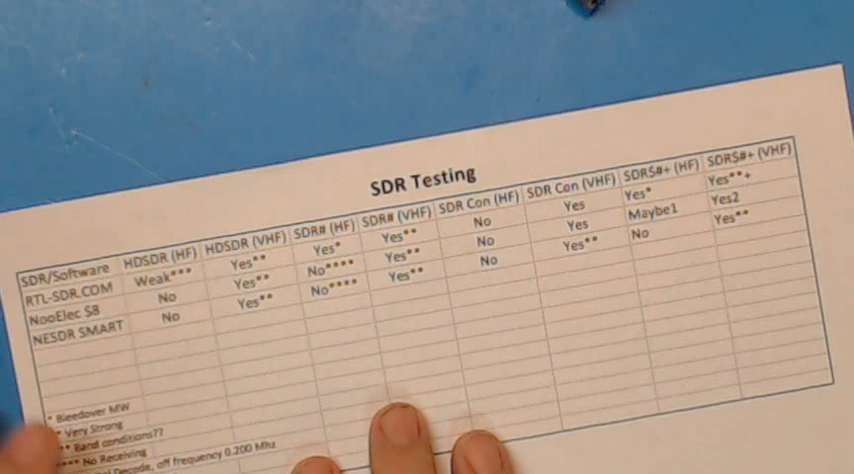 SDR Testing
SDR/Software HDSDR (HF) HDSDR (VHF) SDR# (HF) SDR# (VHF) SDR Con (HF) SDR Con (VHF) SDRS#+ (HF) SDRS#+ (VHF)
RTL-SDR.COM Weak*** Yes** Yes* Yes** No Yes Yes* Yes**+
NooElec S8 No Yes** No**** Yes** No Yes Maybe1 Yes2
NESDR SMART No Yes** No**** Yes** No Yes** No Yes**
* Bleedover MW
Very Strong
Band conditions??
**** No Receiving
Decode, off frequency 0.200 Mhz